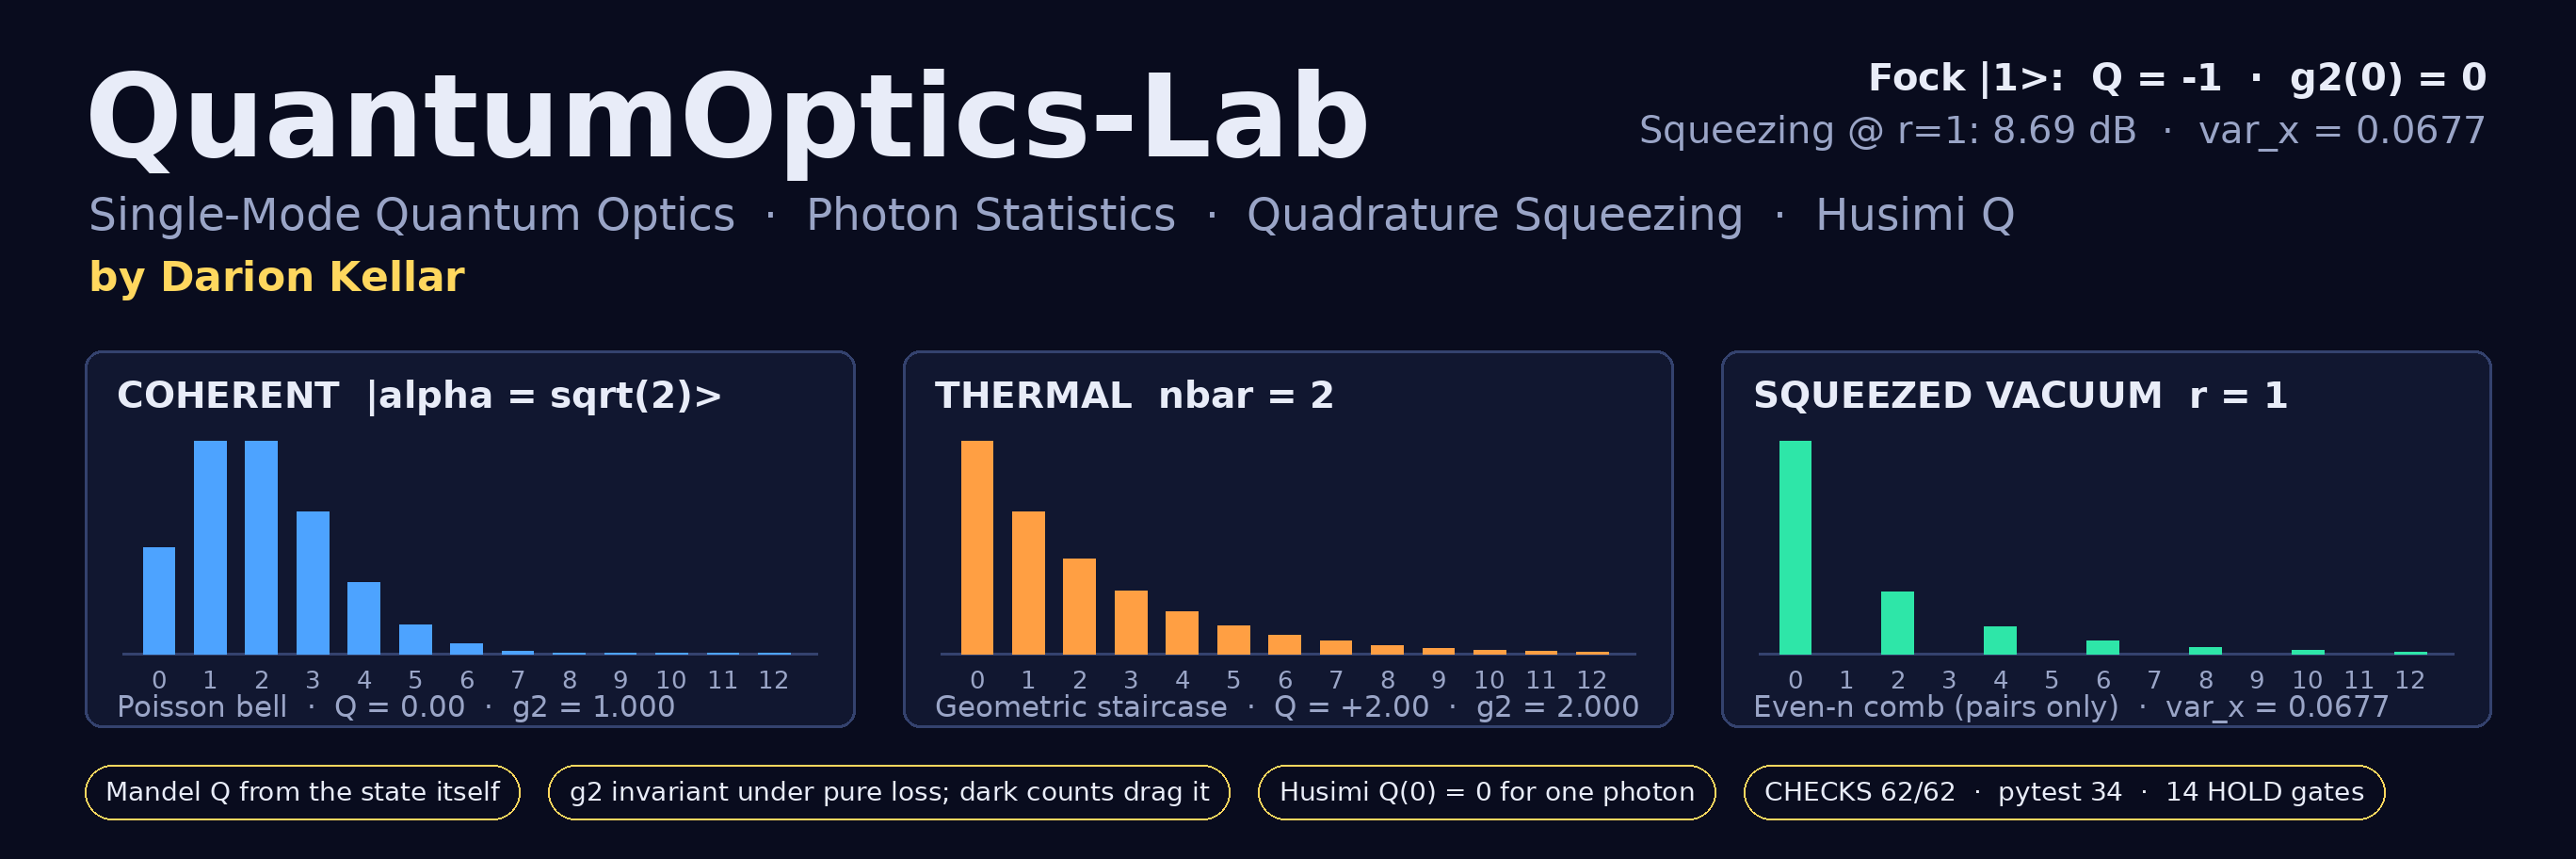 QuantumOptics-Lab
Fock |1>:  Q = -1  ·  g2(0) = 0
Squeezing @ r=1: 8.69 dB  ·  var_x = 0.0677
Single-Mode Quantum Optics  ·  Photon Statistics  ·  Quadrature Squeezing  ·  Husimi Q
by Darion Kellar
COHERENT  |alpha = sqrt(2)>
0 1 2 3 4 5 6 7 8 9 10 11 12
Poisson bell  ·  Q = 0.00  ·  g2 = 1.000
THERMAL  nbar = 2
0 1 2 3 4 5 6 7 8 9 10 11 12
Geometric staircase  ·  Q = +2.00  ·  g2 = 2.000
SQUEEZED VACUUM  r = 1
0 1 2 3 4 5 6 7 8 9 10 11 12
Even-n comb (pairs only)  ·  var_x = 0.0677
Mandel Q from the state itself
g2 invariant under pure loss; dark counts drag it
Husimi Q(0) = 0 for one photon
CHECKS 62/62  ·  pytest 34  ·  14 HOLD gates